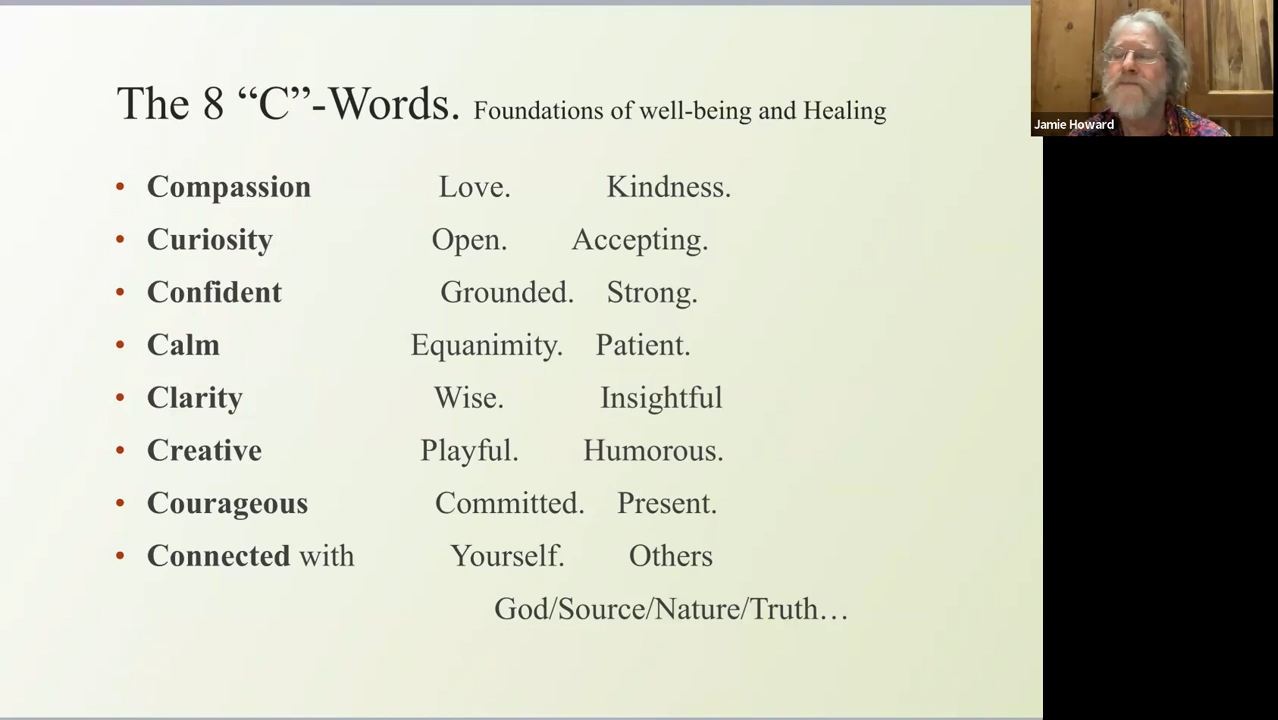 The 8 “C”-Words. Foundations of well-being and Healing
Jamie Howard
• Compassion Love. Kindness.
• Curiosity Open. Accepting.
• Confident Grounded. Strong.
• Calm Equanimity. Patient.
• Clarity Wise. Insightful
• Creative Playful. Humorous.
• Courageous Committed. Present.
• Connected with Yourself. Others
God/Source/Nature/Truth…